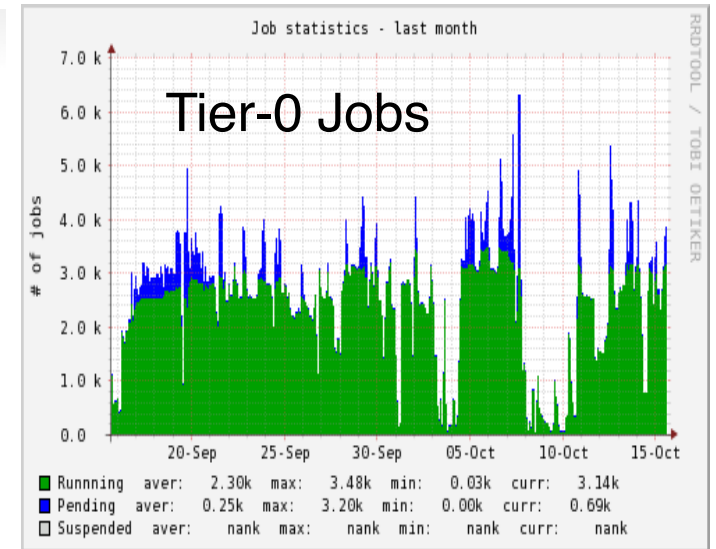 Job statistics - last month
RRDTOOL / TOBI OETIKER
Tier-0 Jobs
# of jobs
7.0 k
6.0 k
5.0 k
4.0 k
3.0 k
2.0 k
1.0 k
0.0
20-Sep 25-Sep 30-Sep 05-Oct 10-Oct 15-Oct
Runnning aver: 2.30k max: 3.48k min: 0.03k curr: 3.14k
Pending aver: 0.25k max: 3.20k min: 0.00k curr: 0.69k
Suspended aver: nank max: nank min: nank curr: nank